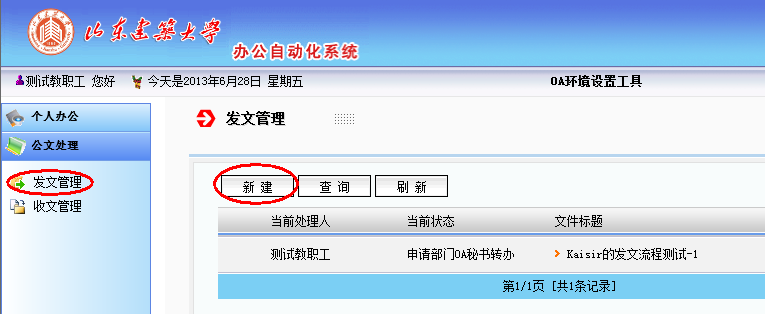 山东建筑大学
办公自动化系统
测试教职工 您好 今天是2013年6月28日 星期五 OA环境设置工具
个人办公
公文处理
发文管理
收文管理
发文管理
新 建 查 询 刷 新
当前处理人 当前状态 文件标题
测试教职工 申请部门OA秘书转办 Kaisir的发文流程测试-1
第1/1页 [共1条记录]